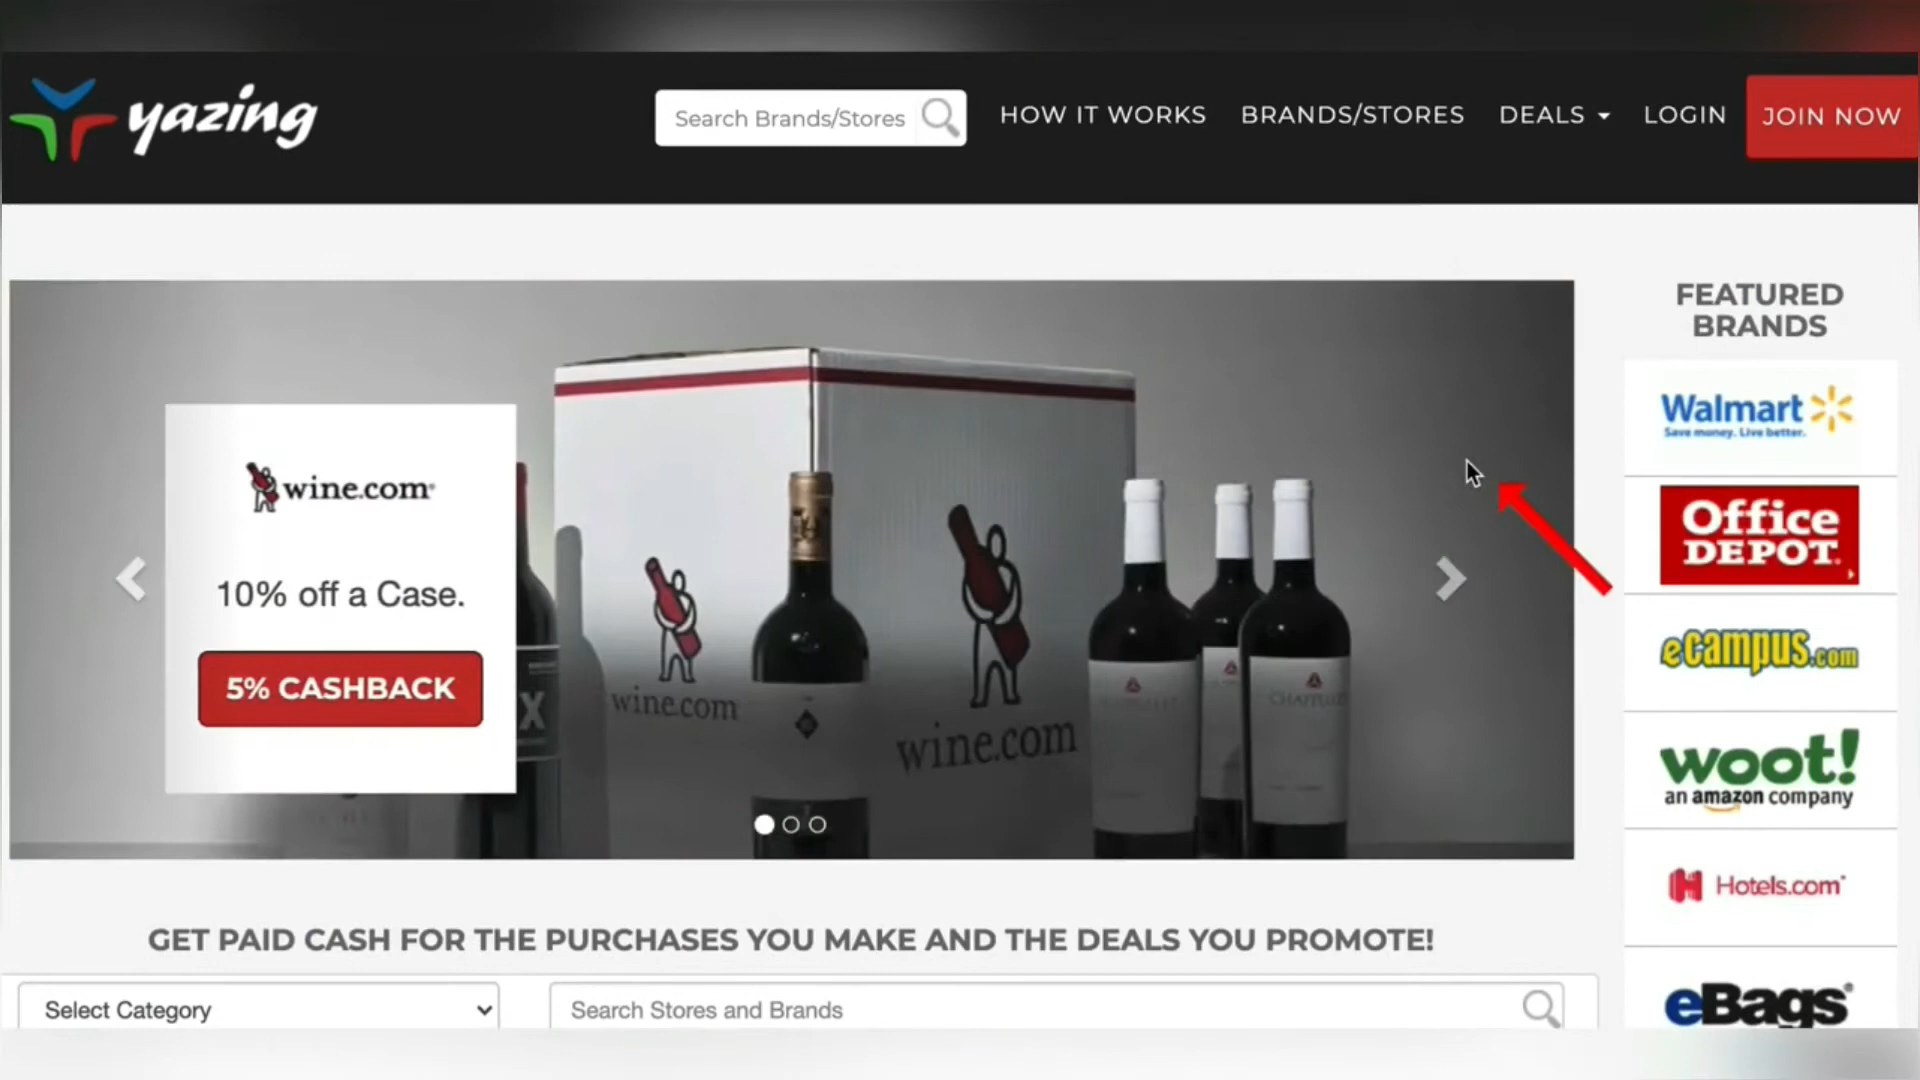 yazing
Search Brands/Stores
HOW IT WORKS
BRANDS/STORES
DEALS
LOGIN
JOIN NOW
wine.com
10% off a Case.
5% CASHBACK
X
wine.com
wine.com
CHAPPELLET
FEATURED
BRANDS
Walmart
Save money. Live better.
Office
DEPOT.
eCampus.com
woot!
an amazon company
Hotels.com
eBags
GET PAID CASH FOR THE PURCHASES YOU MAKE AND THE DEALS YOU PROMOTE!
Select Category
Search Stores and Brands